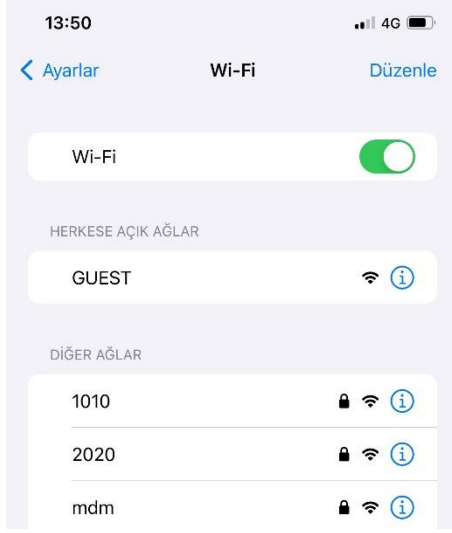 13:50 4G
Ayarlar Wi-Fi Düzenle
Wi-Fi
HERKESE AÇIK AĞLAR
GUEST
DİĞER AĞLAR
1010
2020
mdm